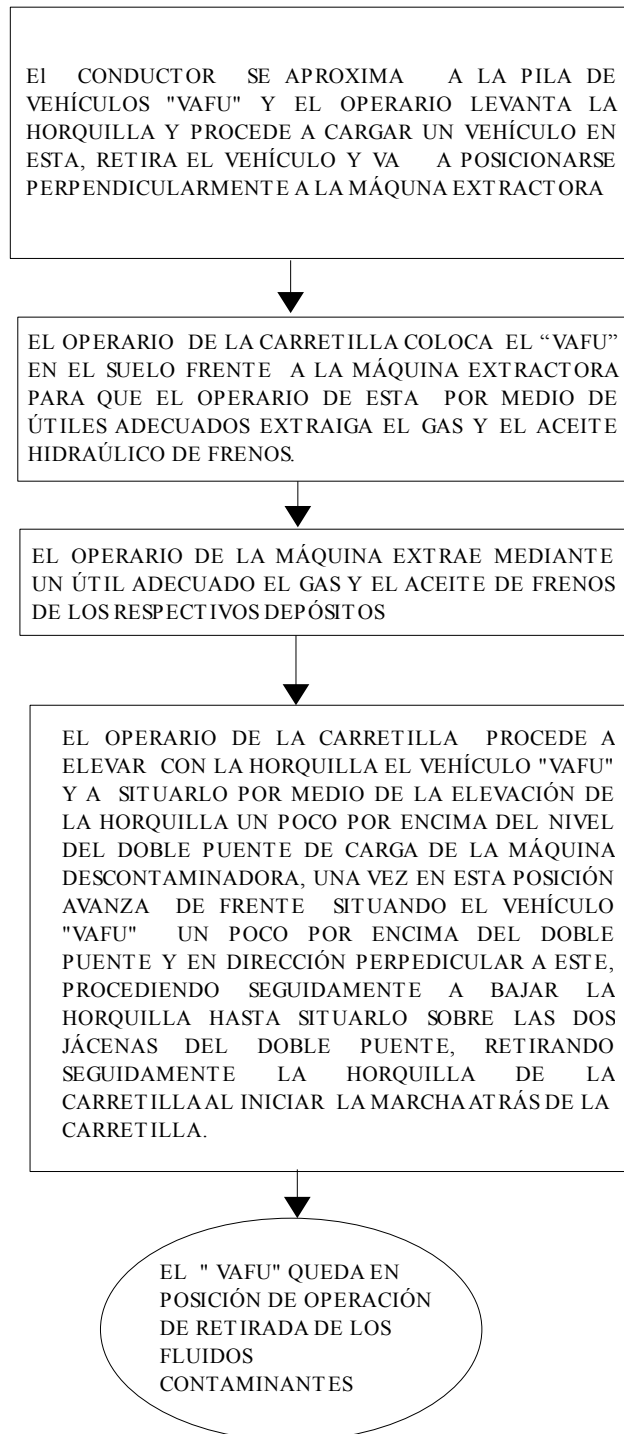 El CONDUCTOR SE APROXIMA A LA PILA DE
VEHÍCULOS "VAFU" Y EL OPERARIO LEVANTA LA
HORQUILLA Y PROCEDE A CARGAR UN VEHÍCULO EN
ESTA, RETIRA EL VEHÍCULO Y VA A POSICIONARSE
PERPENDICULARMENTE A LA MÁQUNA EXTRACTORA
EL OPERARIO DE LA CARRETILLA COLOCA EL “VAFU”
EN EL SUELO FRENTE A LA MÁQUINA EXTRACTORA
PARA QUE EL OPERARIO DE ESTA POR MEDIO DE
ÚTILES ADECUADOS EXTRAIGA EL GAS Y EL ACEITE
HIDRAÚLICO DE FRENOS.
EL OPERARIO DE LA MÁQUINA EXTRAE MEDIANTE
UN ÚTIL ADECUADO EL GAS Y EL ACEITE DE FRENOS
DE LOS RESPECTIVOS DEPÓSITOS
EL OPERARIO DE LA CARRETILLA PROCEDE A
ELEVAR CON LA HORQUILLA EL VEHÍCULO "VAFU"
Y A SITUARLO POR MEDIO DE LA ELEVACIÓN DE
LA HORQUILLA UN POCO POR ENCIMA DEL NIVEL
DEL DOBLE PUENTE DE CARGA DE LA MÁQUINA
DESCONTAMINADORA, UNA VEZ EN ESTA POSICIÓN
AVANZA DE FRENTE SITUANDO EL VEHÍCULO
"VAFU" UN POCO POR ENCIMA DEL DOBLE
PUENTE Y EN DIRECCIÓN PERPEDICULAR A ESTE,
PROCEDIENDO SEGUIDAMENTE A BAJAR LA
HORQUILLA HASTA SITUARLO SOBRE LAS DOS
JÁCENAS DEL DOBLE PUENTE, RETIRANDO
SEGUIDAMENTE LA HORQUILLA DE LA
CARRETILLA AL INICIAR LA MARCHA ATRÁS DE LA
CARRETILLA.
EL " VAFU" QUEDA EN
POSICIÓN DE OPERACIÓN
DE RETIRADA DE LOS
FLUIDOS
CONTAMINANTES